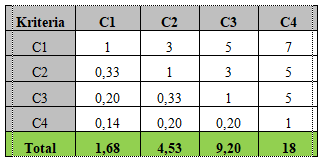 Kriteria C1 C2 C3 C4
C1 1 3 5 7
C2 0,33 1 3 5
C3 0,20 0,33 1 5
C4 0,14 0,20 0,20 1
Total 1,68 4,53 9,20 18